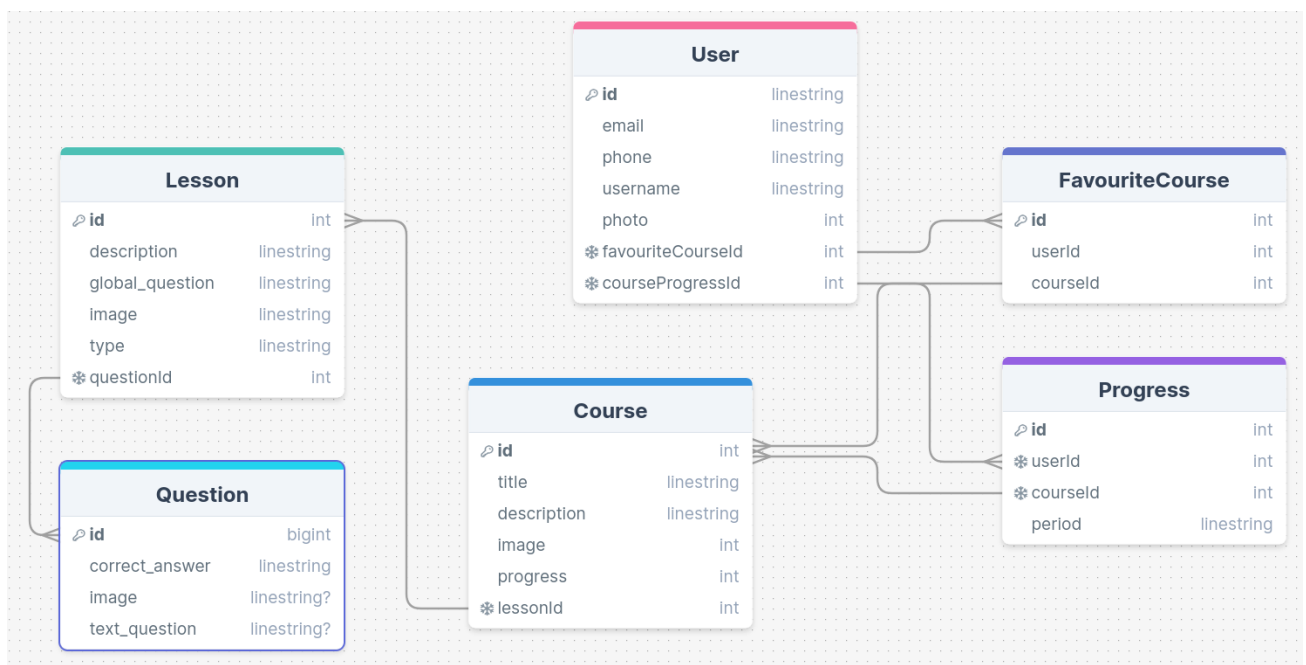 User
id linestring
email linestring
phone linestring
username linestring
photo int
favouriteCourseId int
courseProgressId int
Lesson
id int
description linestring
global_question linestring
image linestring
type linestring
questionId int
FavouriteCourse
id int
userId int
courseId int
Course
id int
title linestring
description linestring
image int
progress int
lessonId int
Progress
id int
userId int
courseId int
period linestring
Question
id bigint
correct_answer linestring
image linestring?
text_question linestring?